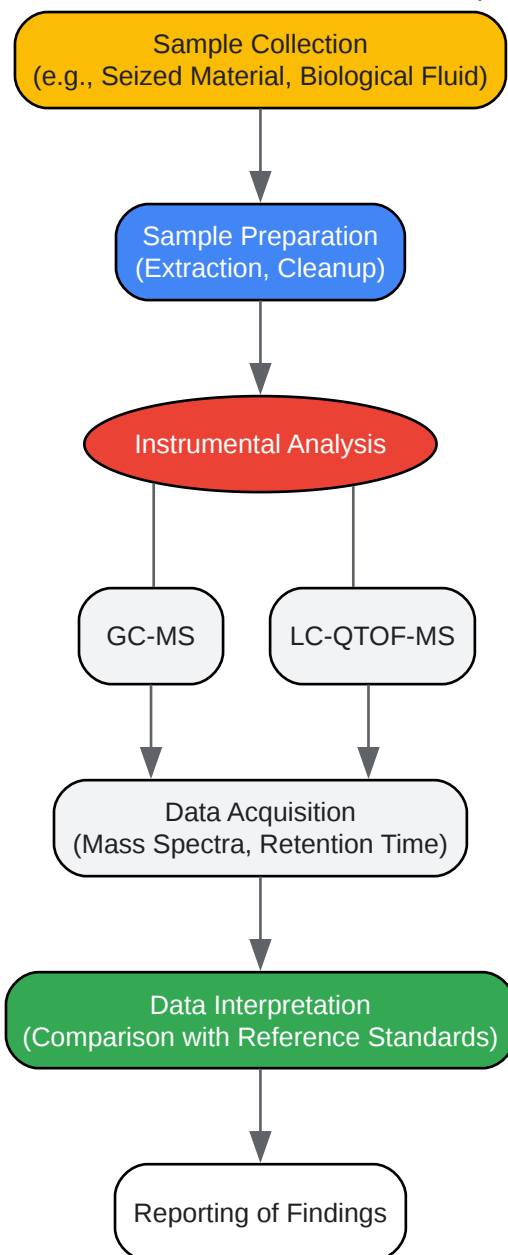 Sample Collection
(e.g., Seized Material, Biological Fluid)
Sample Preparation
(Extraction, Cleanup)
Instrumental Analysis
GC-MS
LC-QTOF-MS
Data Acquisition
(Mass Spectra, Retention Time)
Data Interpretation
(Comparison with Reference Standards)
Reporting of Findings